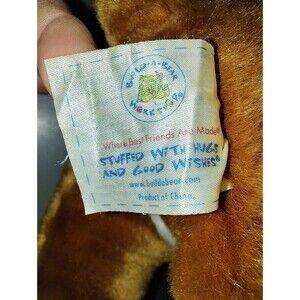 BUILD-A-BEAR
WORKSHOP®
Where Best Friends Are Made®
STUFFED WITH HUGS
AND GOOD WISHES®
www.buildabear.com
Product of China